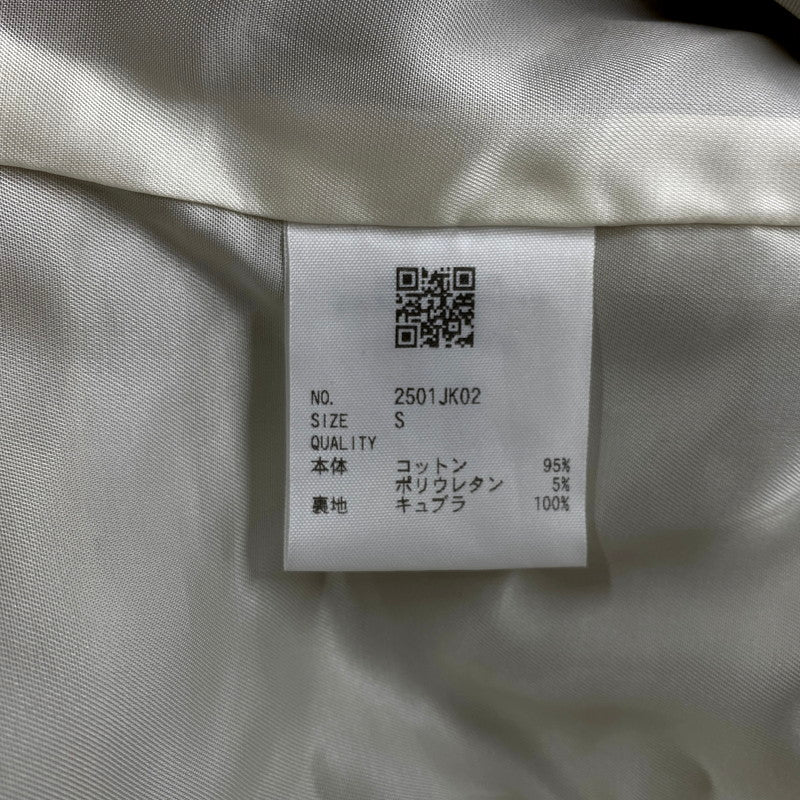 NO. 2501JK02
SIZE S
QUALITY
本体 コットン 95%
ポリウレタン 5%
裏地 キュプラ 100%